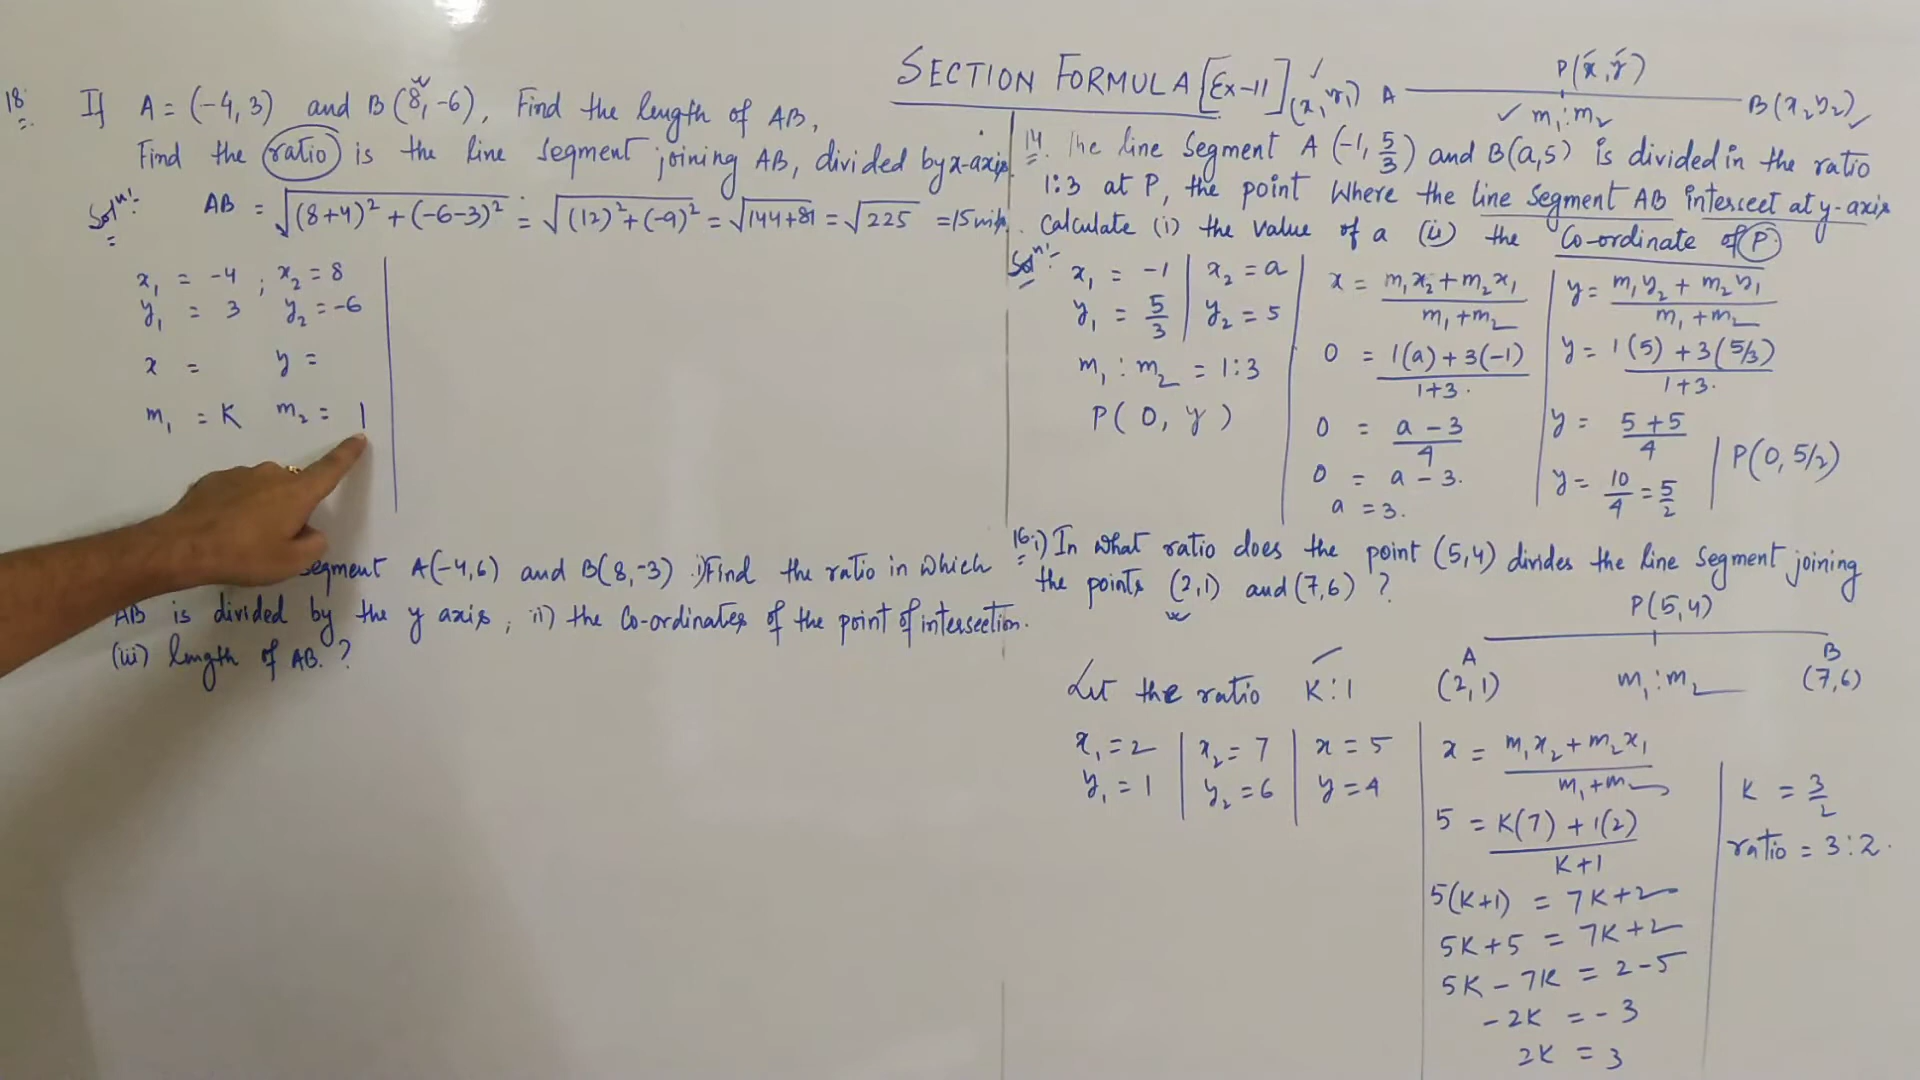 SECTION FORMULA [Ex-11]
(x₁, y₁) A
P(x, y)
m₁ : m₂
B(x₂ y₂)
18. If A = (-4, 3) and B(8, -6), Find the length of AB,
Find the ratio is the line segment joining AB, divided by x-axis.
Solⁿ:- AB = √((8+4)² + (-6-3)²) = √((12)² + (-9)²) = √(144+81) = √225 = 15
x₁ = -4 ; x₂ = 8
y₁ = 3 y₂ = -6
x = y =
m₁ = K m₂ = 1
segment A(-4,6) and B(8,-3) i) Find the ratio in which
AB is divided by the y axis, ii) the Co-ordinates of the point of intersection.
(iii) length of AB. ?
14. The line Segment A (-1, 5/3) and B(a,5) is divided in the ratio
1:3 at P, the point Where the line Segment AB intersect at y-axis
Calculate (i) the value of a (ii) the Co-ordinate of P.
Solⁿ:- x₁ = -1 | x₂ = a
y₁ = 5/3 | y₂ = 5
m₁ : m₂ = 1:3
P( 0, y )
x = (m₁x₂ + m₂x₁)/(m₁ + m₂)
0 = (1(a) + 3(-1))/(1+3.)
0 = (a - 3)/4
0 = a - 3.
a = 3.
y = (m₁y₂ + m₂y₁)/(m₁ + m₂)
y = (1(5) + 3(5/3))/(1+3.)
y = (5+5)/4
y = 10/4 = 5/2
P(0, 5/2)
16. i) In what ratio does the point (5,4) divides the line segment joining
the points (2,1) and (7,6) ?
P(5,4)
A B
(2,1) m₁ : m₂ (7,6)
Let the ratio K:1
x₁ = 2 | x₂ = 7 | x = 5
y₁ = 1 | y₂ = 6 | y = 4
x = (m₁x₂ + m₂x₁)/(m₁ + m₂)
5 = (K(7) + 1(2))/(K+1)
5(K+1) = 7K+2
5K+5 = 7K+2
5K - 7K = 2-5
-2K = -3
2K = 3
K = 3/2
ratio = 3:2.